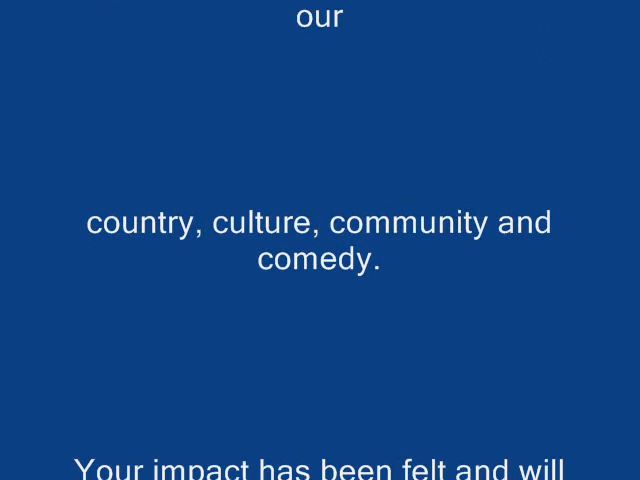 our
country, culture, community and
comedy.
Your impact has been felt and will